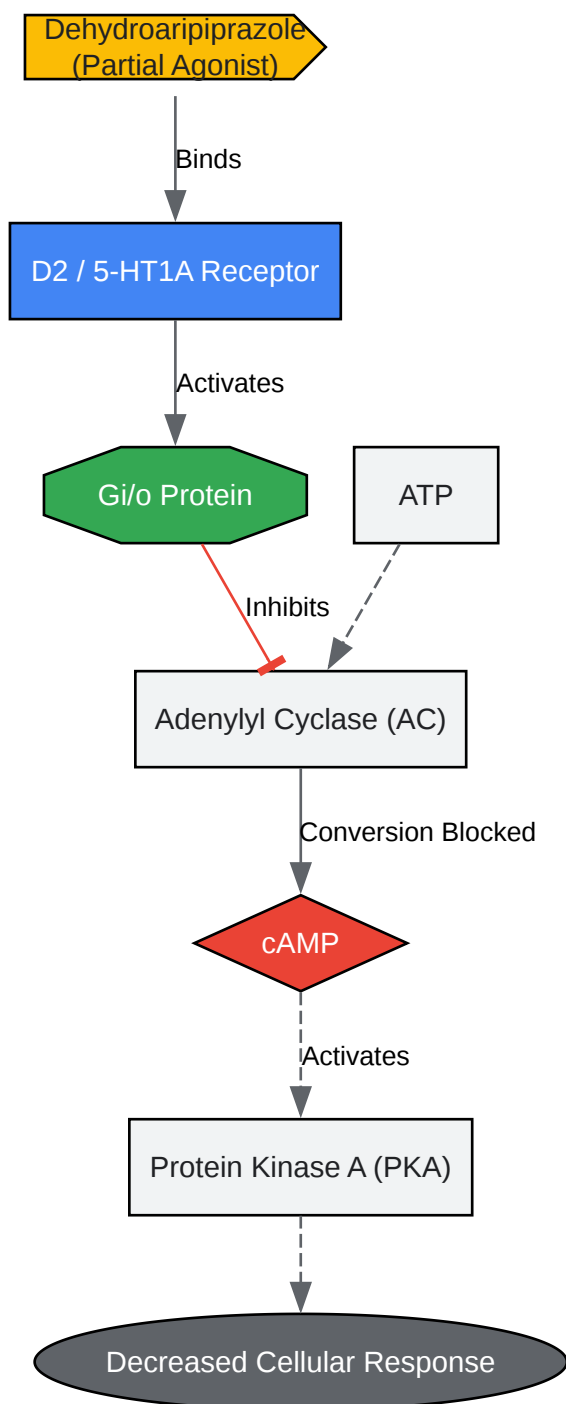 Dehydroaripiprazole
(Partial Agonist)
Binds
D2 / 5-HT1A Receptor
Activates
Gi/o Protein
ATP
Inhibits
Adenylyl Cyclase (AC)
Conversion Blocked
cAMP
Activates
Protein Kinase A (PKA)
Decreased Cellular Response